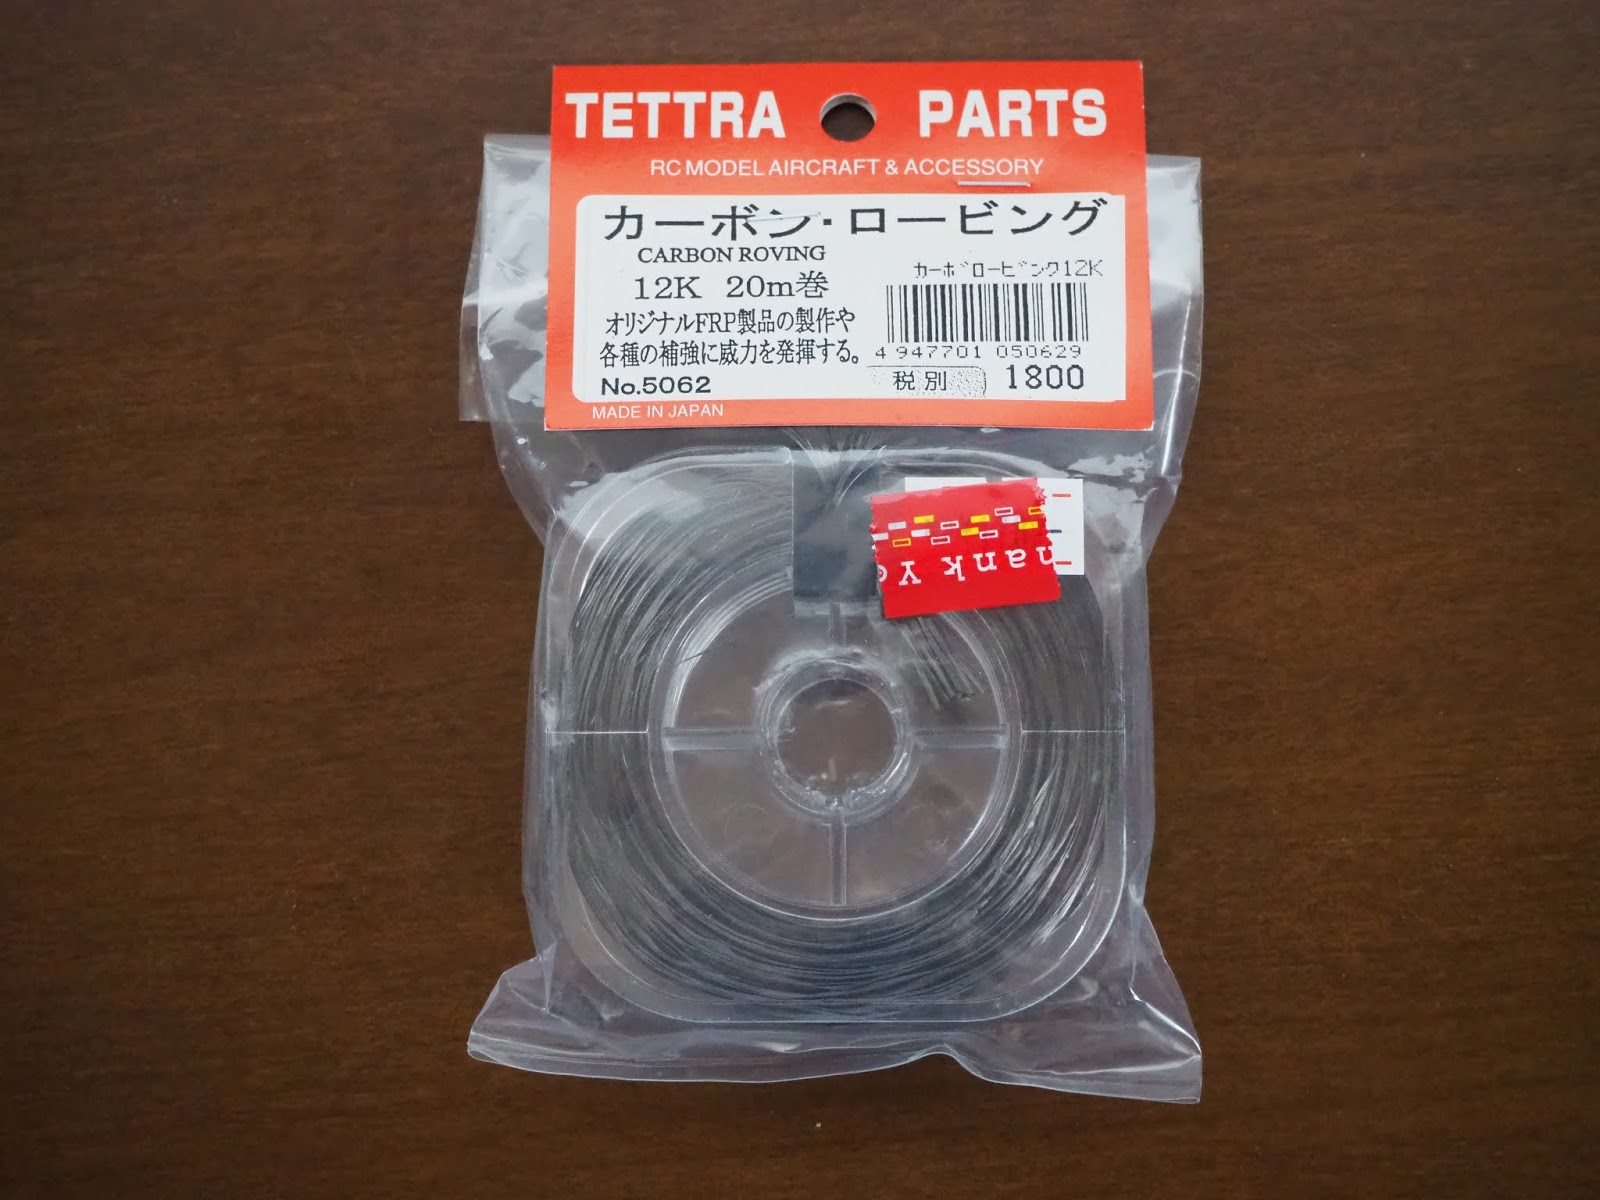 TETTRA PARTS
RC MODEL AIRCRAFT & ACCESSORY
カーボン・ロービング
CARBON ROVING
カーボﾞロービﾞング12K
12K 20m巻
オリジナルFRP製品の製作や
各種の補強に威力を発揮する。
4 947701 050629
No.5062
税別 1800
MADE IN JAPAN
hank Yo